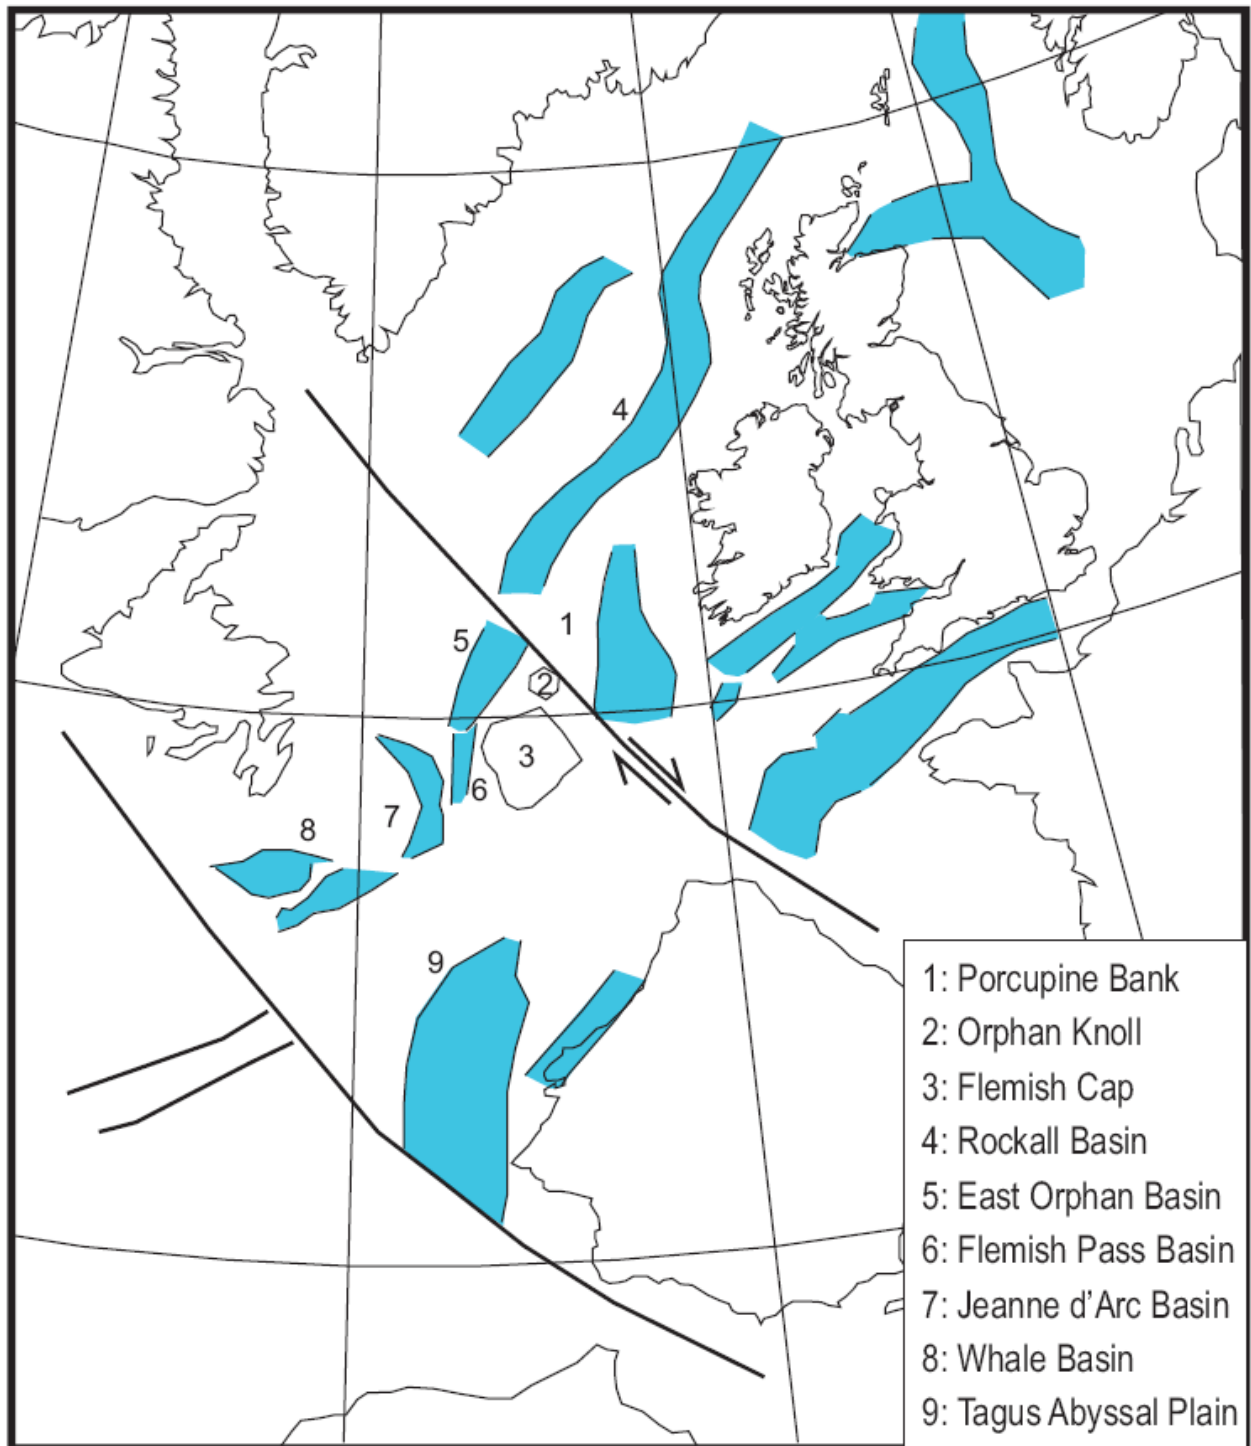 4
1
5
2
3
6
7
8
9
1: Porcupine Bank
2: Orphan Knoll
3: Flemish Cap
4: Rockall Basin
5: East Orphan Basin
6: Flemish Pass Basin
7: Jeanne d'Arc Basin
8: Whale Basin
9: Tagus Abyssal Plain